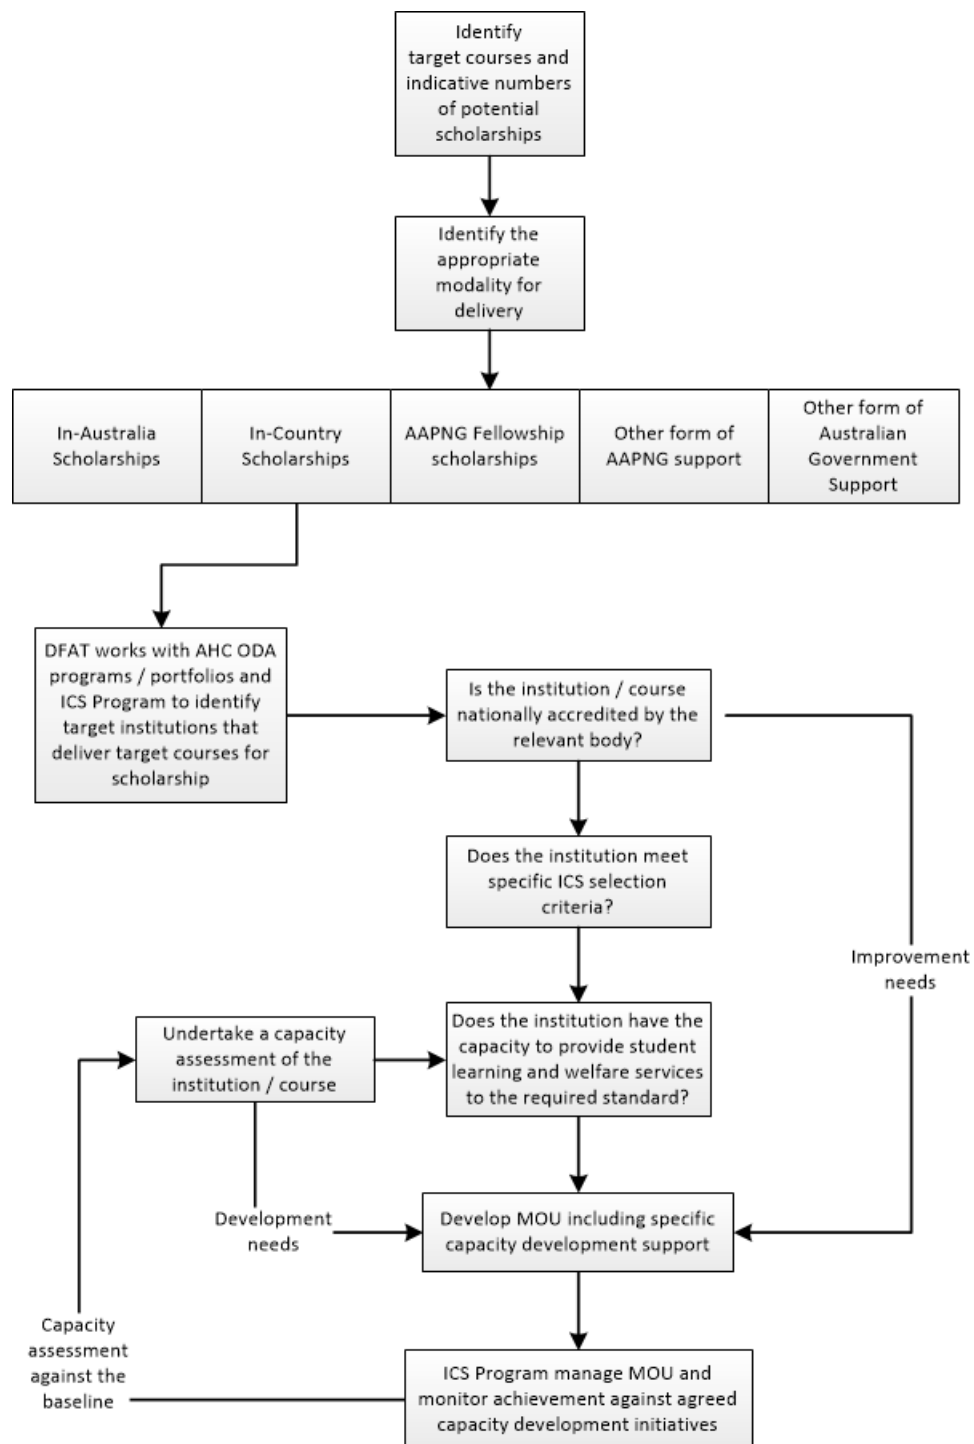 Identify
target courses and
indicative numbers
of potential
scholarships
Identify the
appropriate
modality for
delivery
In-Australia
Scholarships
In-Country
Scholarships
AAPNG Fellowship
scholarships
Other form of
AAPNG support
Other form of
Australian
Government
Support
DFAT works with AHC ODA
programs / portfolios and
ICS Program to identify
target institutions that
deliver target courses for
scholarship
Is the institution / course
nationally accredited by the
relevant body?
Does the institution meet
specific ICS selection
criteria?
Improvement
needs
Undertake a capacity
assessment of the
institution / course
Does the institution have the
capacity to provide student
learning and welfare services
to the required standard?
Development
needs
Develop MOU including specific
capacity development support
Capacity
assessment
against the
baseline
ICS Program manage MOU and
monitor achievement against agreed
capacity development initiatives